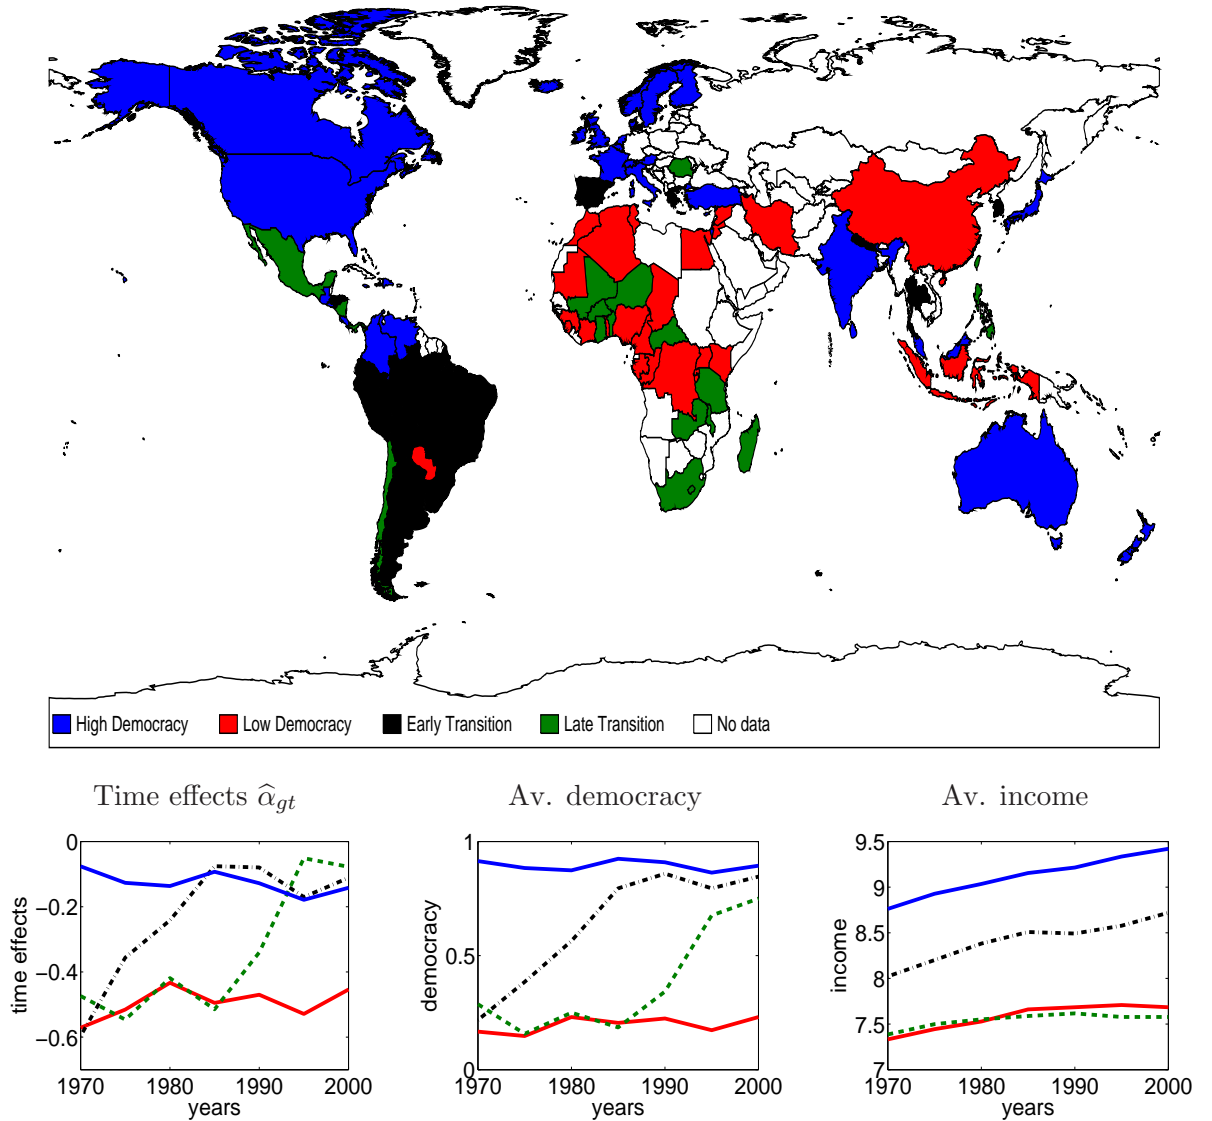 High Democracy Low Democracy Early Transition Late Transition No data
Time effects α̂gt
Av. democracy
Av. income
0
−0.2
−0.4
−0.6
time effects
1970 1980 1990 2000
years
1
0.5
0
democracy
1970 1980 1990 2000
years
9.5
9
8.5
8
7.5
7
income
1970 1980 1990 2000
years